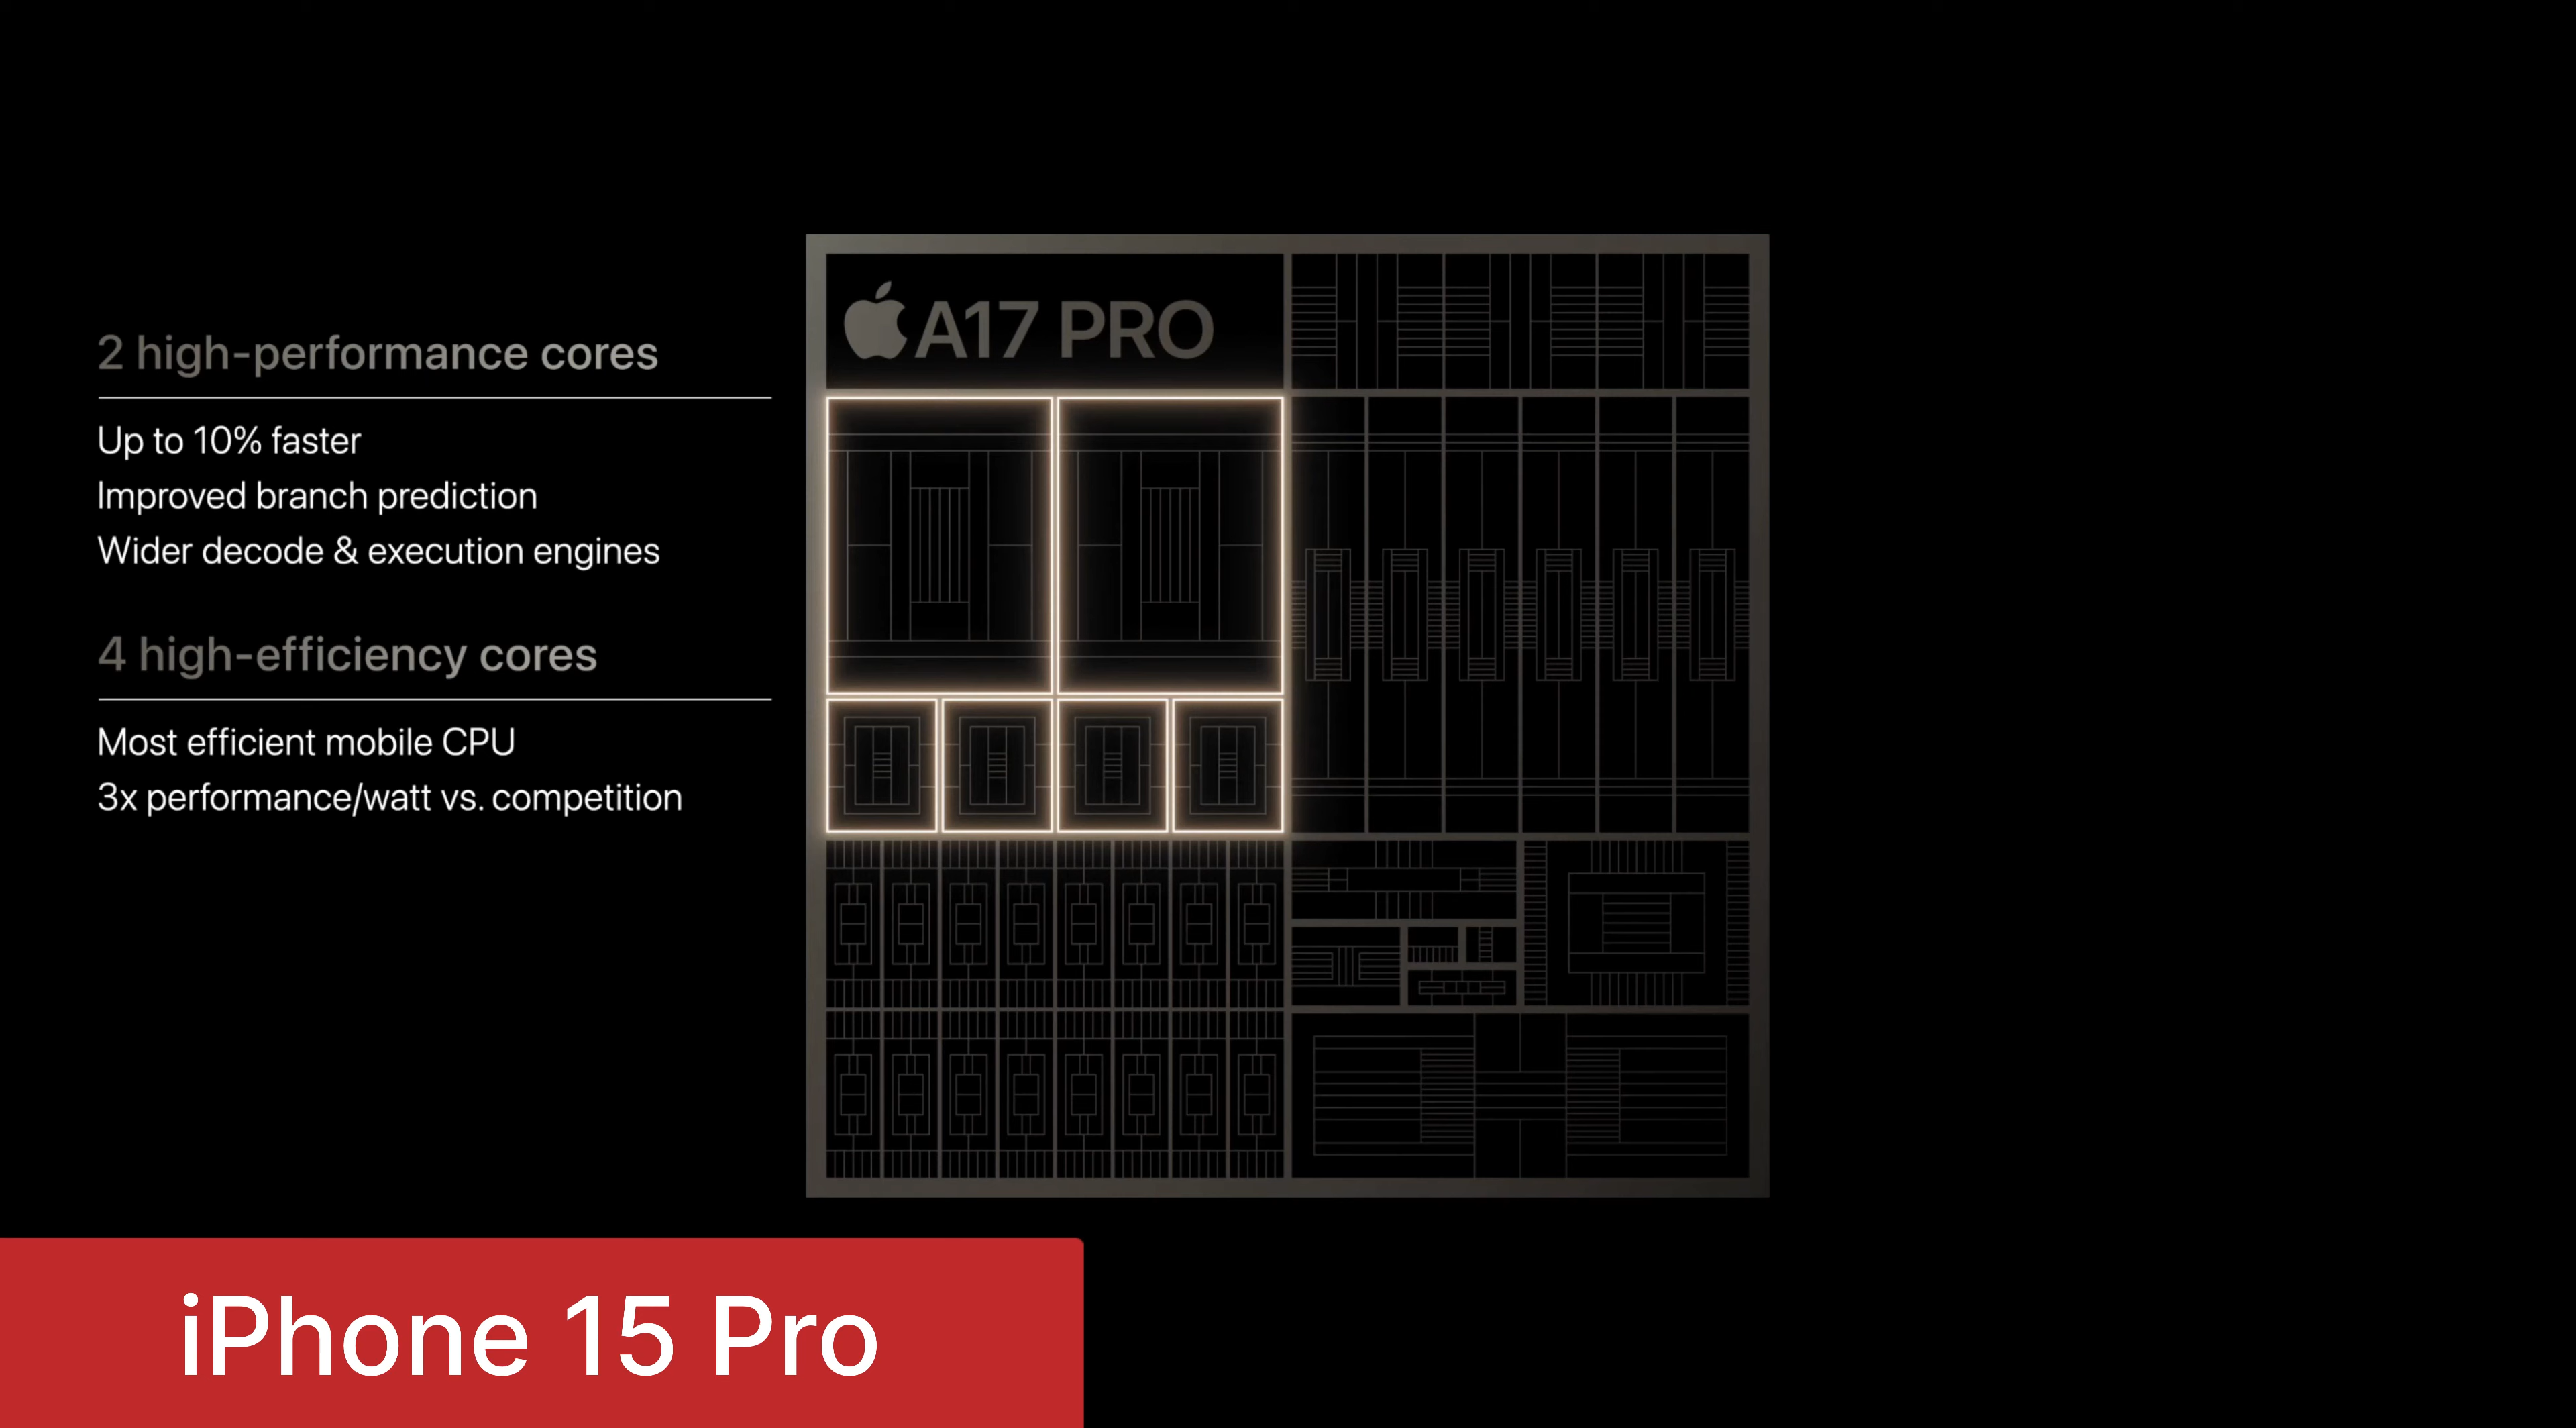 2 high-performance cores
Up to 10% faster
Improved branch prediction
Wider decode & execution engines
4 high-efficiency cores
Most efficient mobile CPU
3x performance/watt vs. competition
A17 PRO
iPhone 15 Pro